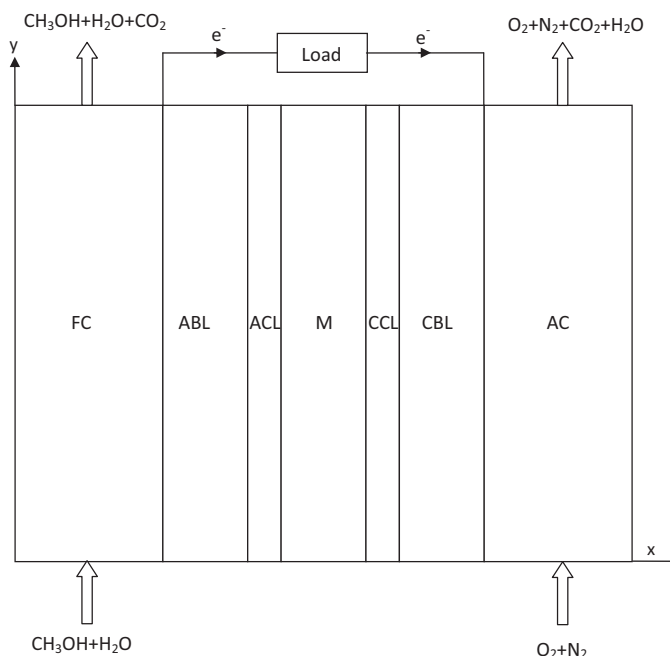 CH₃OH+H₂O+CO₂
O₂+N₂+CO₂+H₂O
y
e⁻
Load
e⁻
FC
ABL
ACL
M
CCL
CBL
AC
x
CH₃OH+H₂O
O₂+N₂